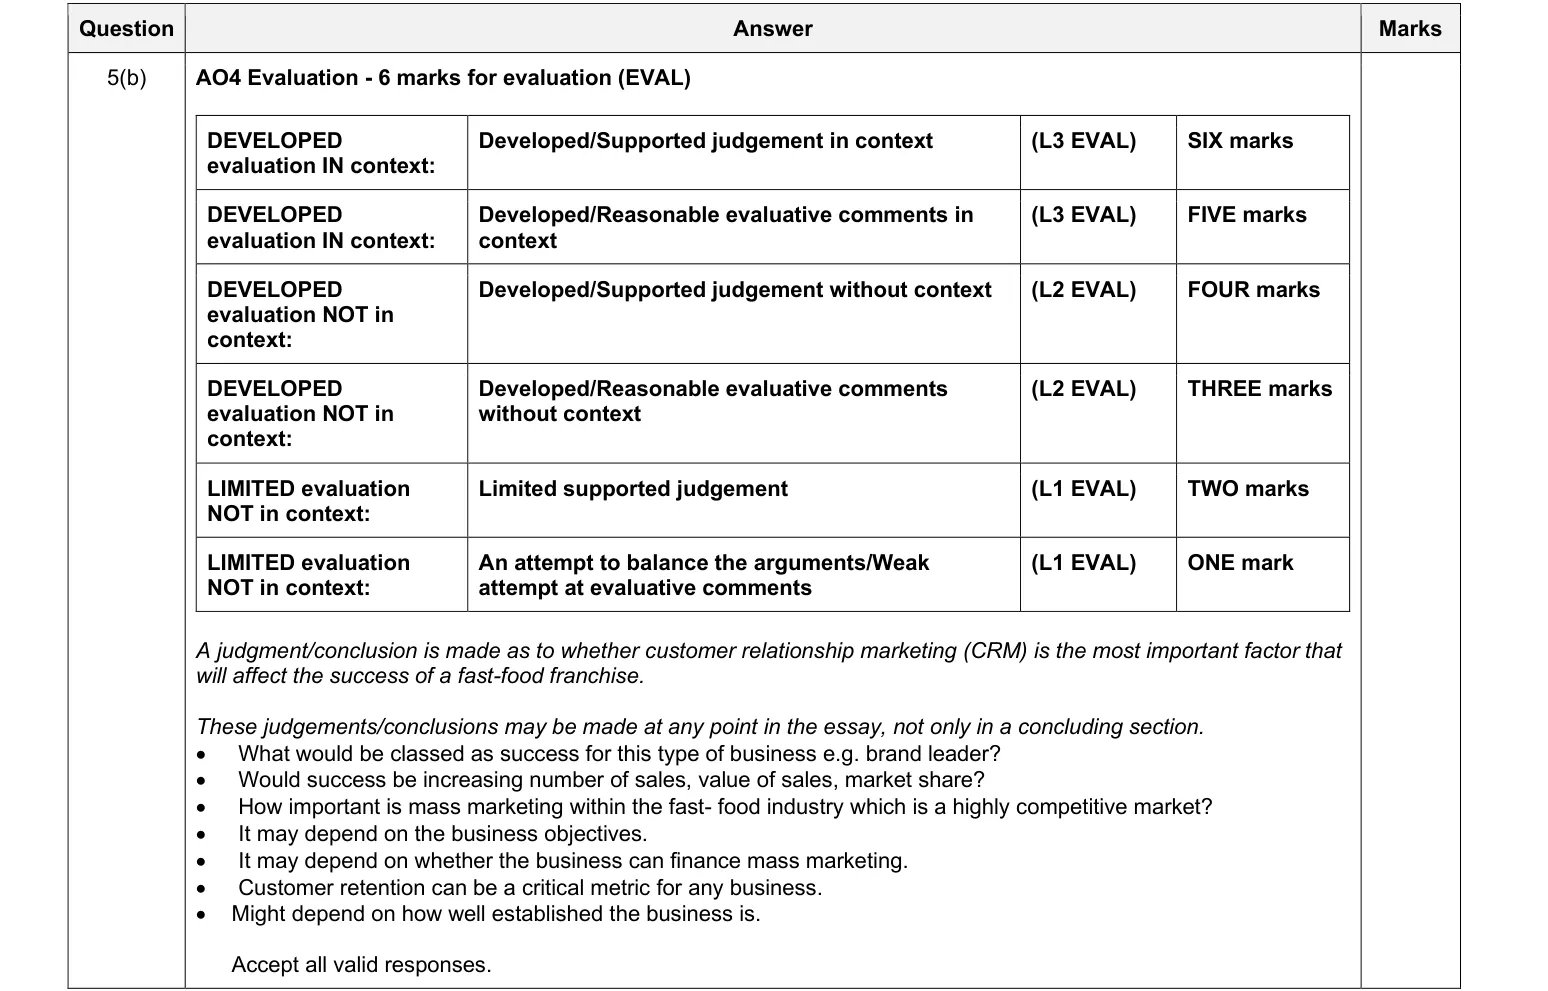 Question Answer Marks
5(b) AO4 Evaluation - 6 marks for evaluation (EVAL)
DEVELOPED Developed/Supported judgement in context (L3 EVAL) SIX marks
evaluation IN context:
DEVELOPED Developed/Reasonable evaluative comments in (L3 EVAL) FIVE marks
evaluation IN context: context
DEVELOPED Developed/Supported judgement without context (L2 EVAL) FOUR marks
evaluation NOT in
context:
DEVELOPED Developed/Reasonable evaluative comments (L2 EVAL) THREE marks
evaluation NOT in without context
context:
LIMITED evaluation Limited supported judgement (L1 EVAL) TWO marks
NOT in context:
LIMITED evaluation An attempt to balance the arguments/Weak (L1 EVAL) ONE mark
NOT in context: attempt at evaluative comments
A judgment/conclusion is made as to whether customer relationship marketing (CRM) is the most important factor that
will affect the success of a fast-food franchise.
These judgements/conclusions may be made at any point in the essay, not only in a concluding section.
• What would be classed as success for this type of business e.g. brand leader?
• Would success be increasing number of sales, value of sales, market share?
• How important is mass marketing within the fast- food industry which is a highly competitive market?
• It may depend on the business objectives.
• It may depend on whether the business can finance mass marketing.
• Customer retention can be a critical metric for any business.
• Might depend on how well established the business is.
Accept all valid responses.